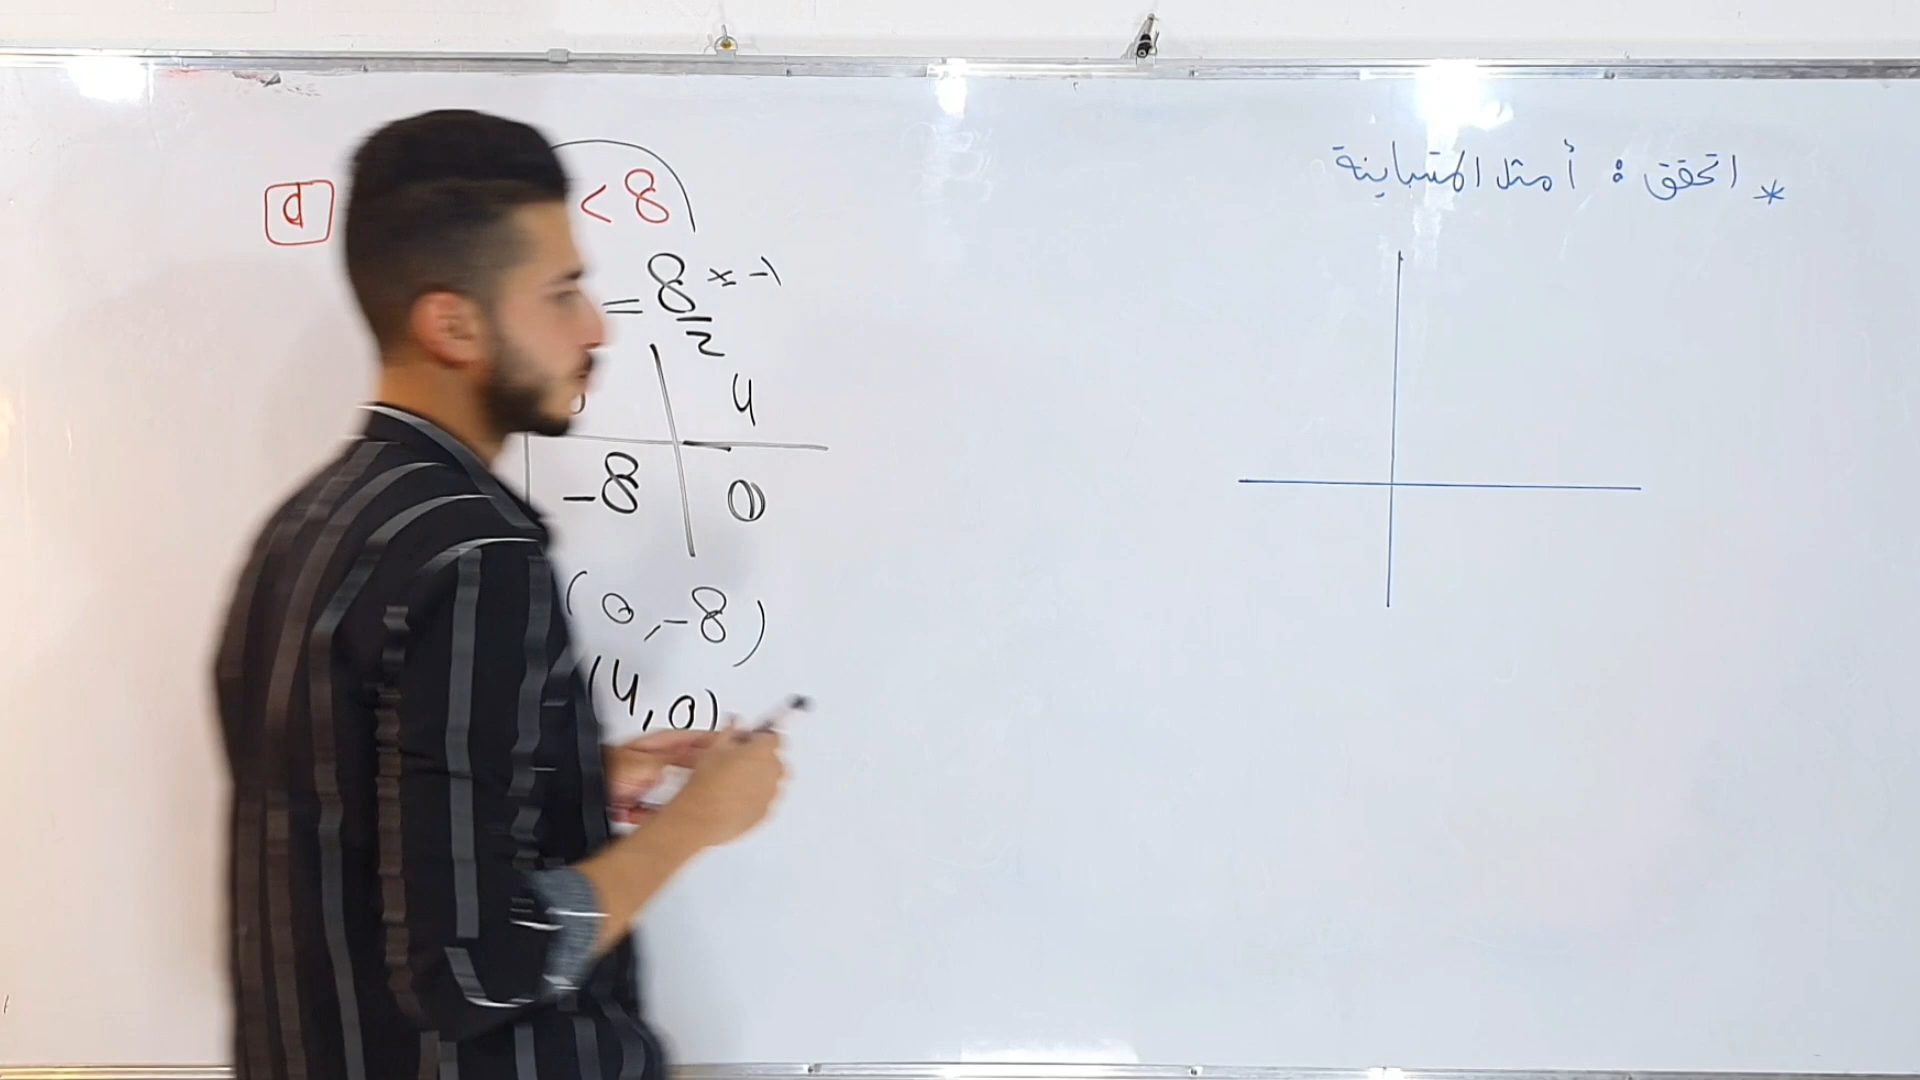 * اتحقق : أمثل المتباينة
d < 8
= 8/2 × -1
4
-8 0
(0, -8)
(4, 0)